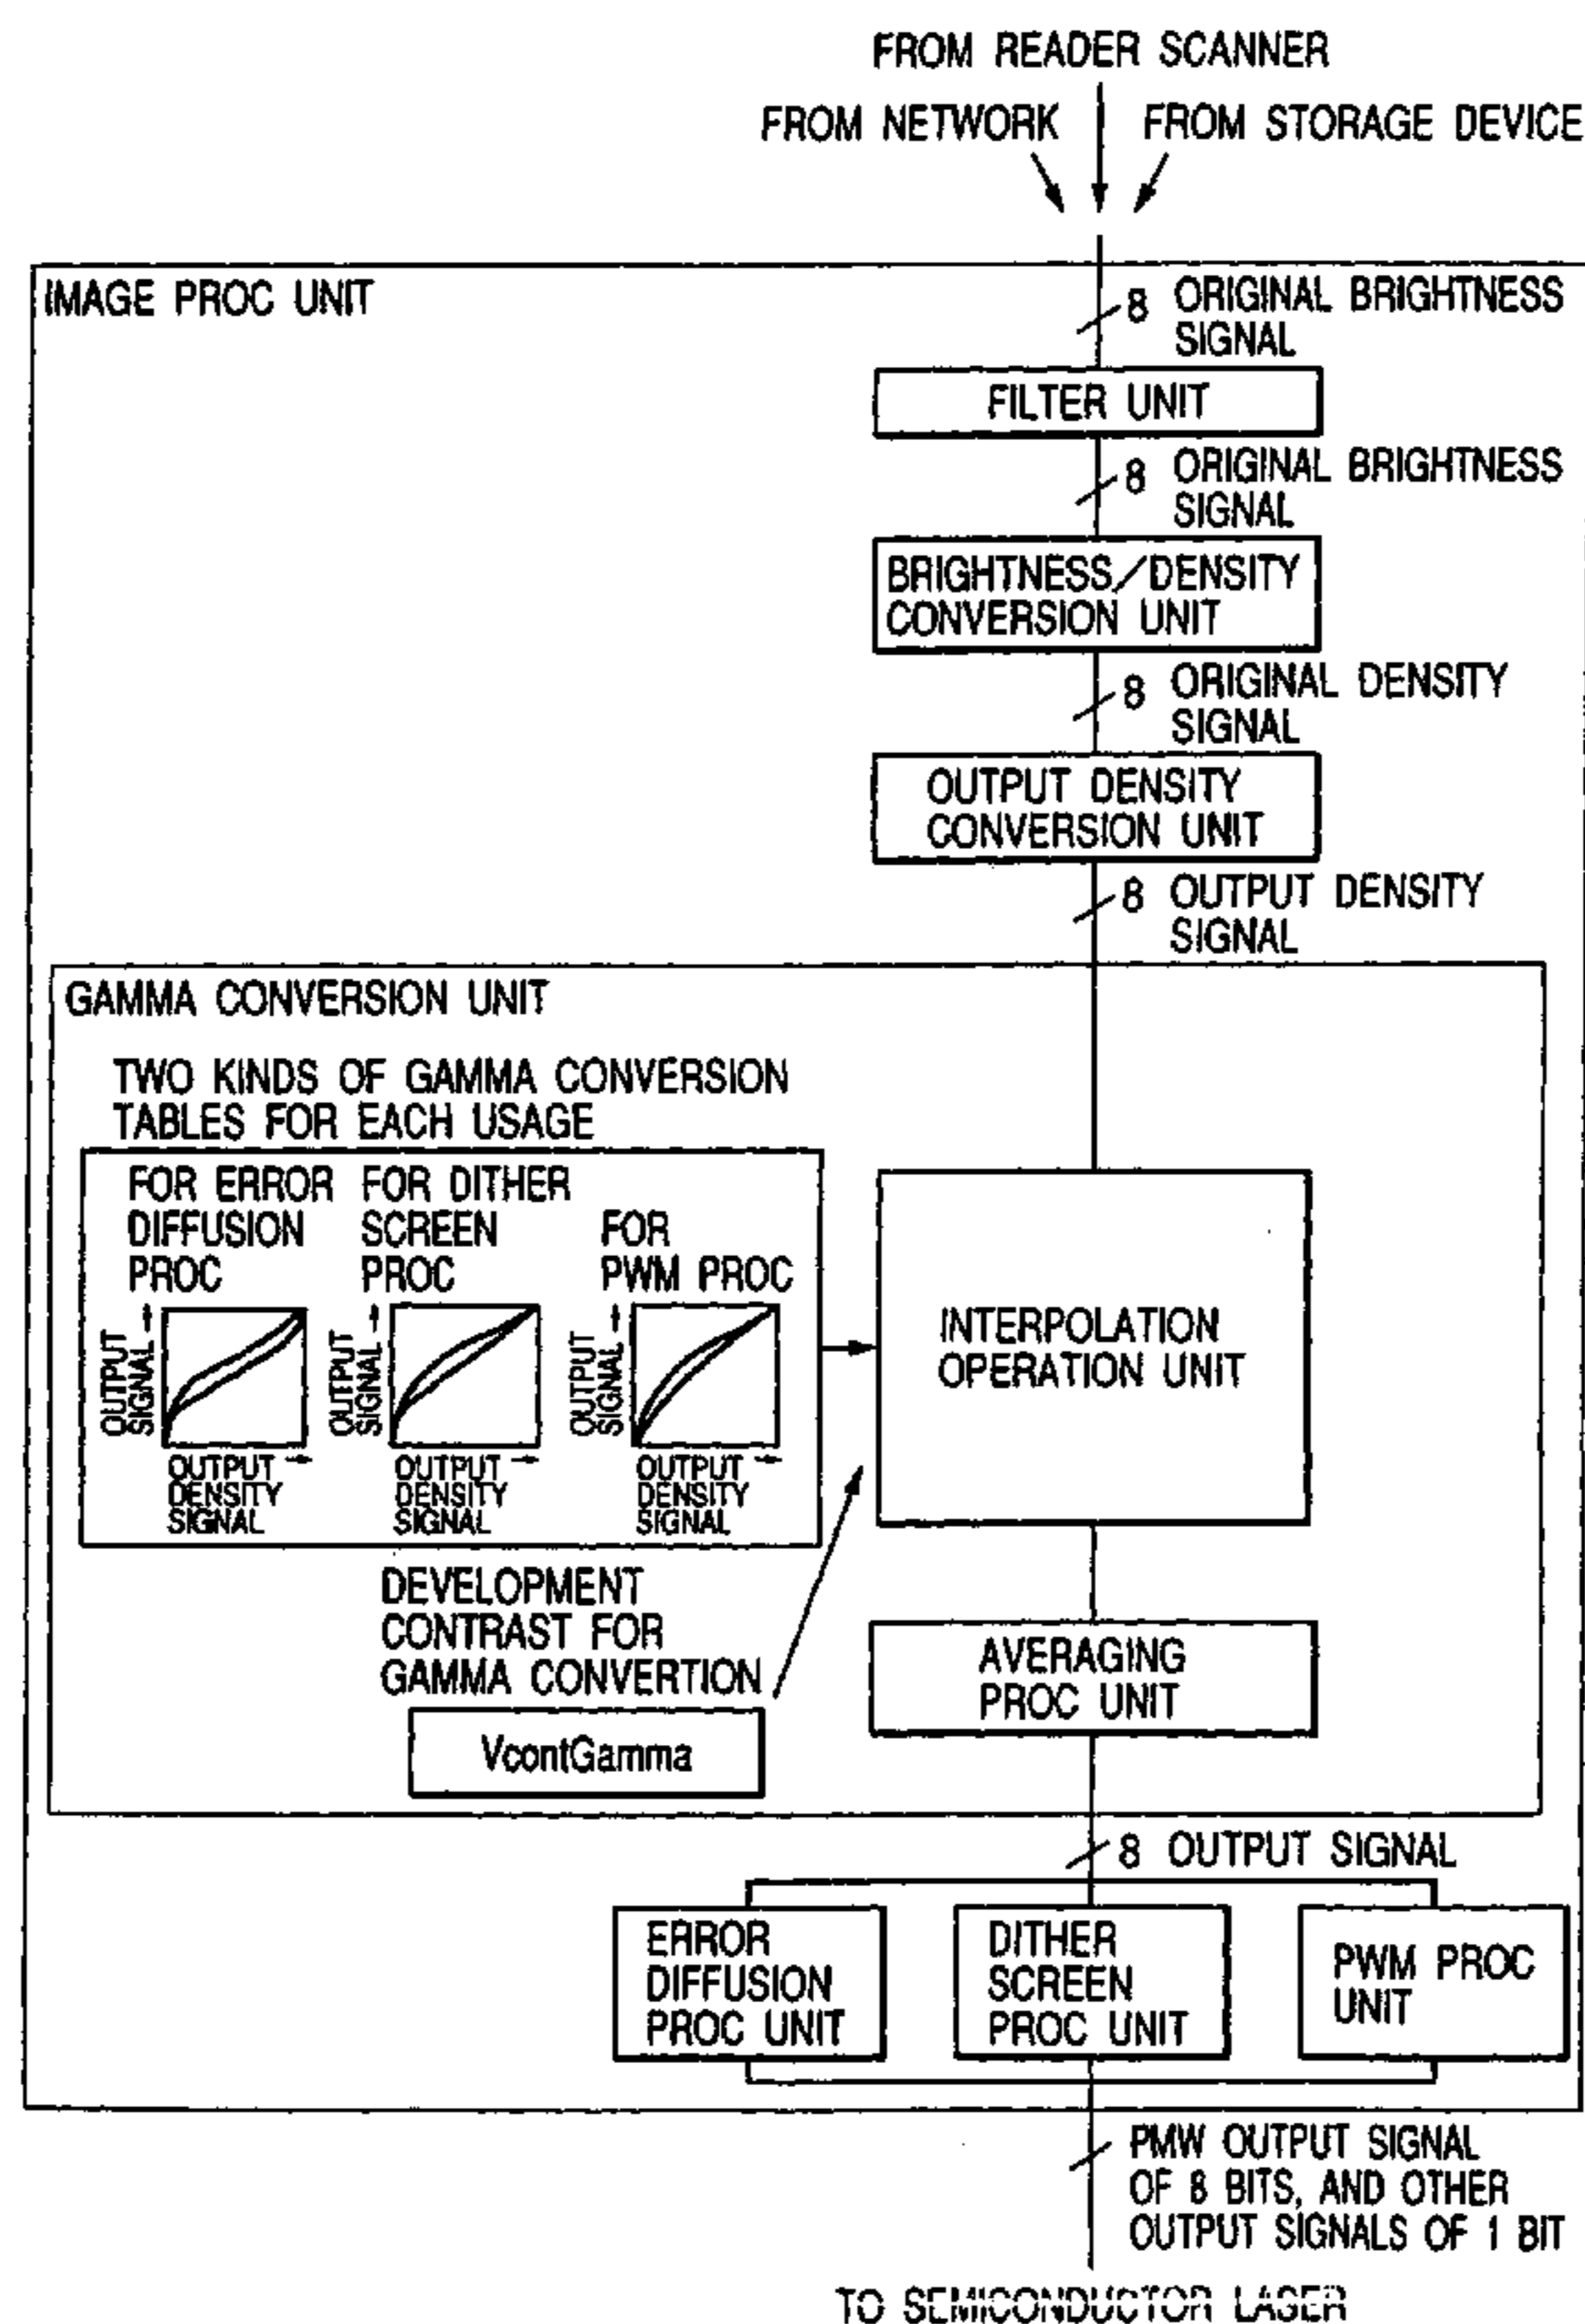 FROM READER SCANNER
FROM NETWORK
FROM STORAGE DEVICE
IMAGE PROC UNIT
8 ORIGINAL BRIGHTNESS
SIGNAL
FILTER UNIT
8 ORIGINAL BRIGHTNESS
SIGNAL
BRIGHTNESS/DENSITY
CONVERSION UNIT
8 ORIGINAL DENSITY
SIGNAL
OUTPUT DENSITY
CONVERSION UNIT
8 OUTPUT DENSITY
SIGNAL
GAMMA CONVERSION UNIT
TWO KINDS OF GAMMA CONVERSION
TABLES FOR EACH USAGE
FOR ERROR
DIFFUSION
PROC
OUTPUT
SIGNAL
OUTPUT
DENSITY
SIGNAL
FOR DITHER
SCREEN
PROC
OUTPUT
SIGNAL
OUTPUT
DENSITY
SIGNAL
FOR
PWM PROC
OUTPUT
SIGNAL
OUTPUT
DENSITY
SIGNAL
INTERPOLATION
OPERATION UNIT
DEVELOPMENT
CONTRAST FOR
GAMMA CONVERTION
VcontGamma
AVERAGING
PROC UNIT
8 OUTPUT SIGNAL
ERROR
DIFFUSION
PROC UNIT
DITHER
SCREEN
PROC UNIT
PWM PROC
UNIT
PMW OUTPUT SIGNAL
OF 8 BITS, AND OTHER
OUTPUT SIGNALS OF 1 BIT
TO SEMICONDUCTOR LASER